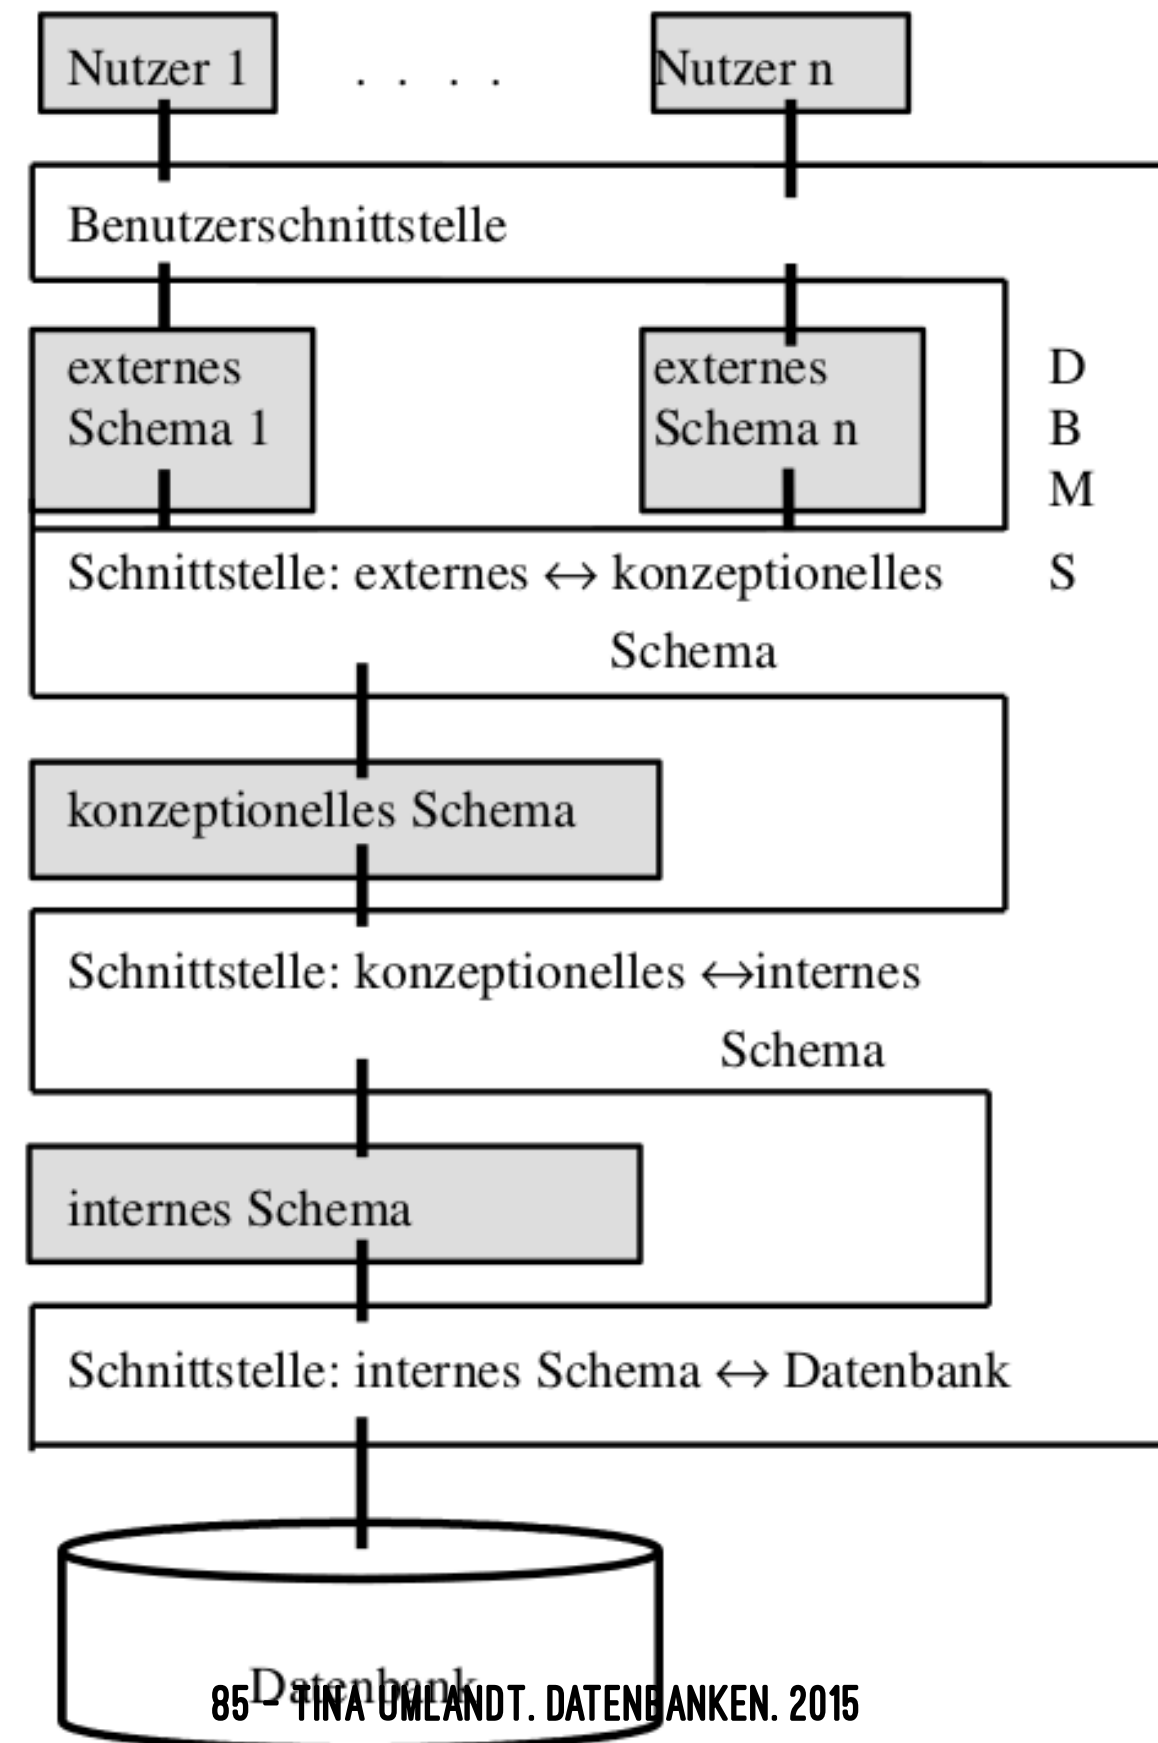 Nutzer 1 . . . . Nutzer n
Benutzerschnittstelle
externes
Schema 1
externes
Schema n
D
B
M
S
Schnittstelle: externes ↔ konzeptionelles
Schema
konzeptionelles Schema
Schnittstelle: konzeptionelles ↔internes
Schema
internes Schema
Schnittstelle: internes Schema ↔ Datenbank
Datenbank
85 - TINA UMLANDT. DATENBANKEN. 2015